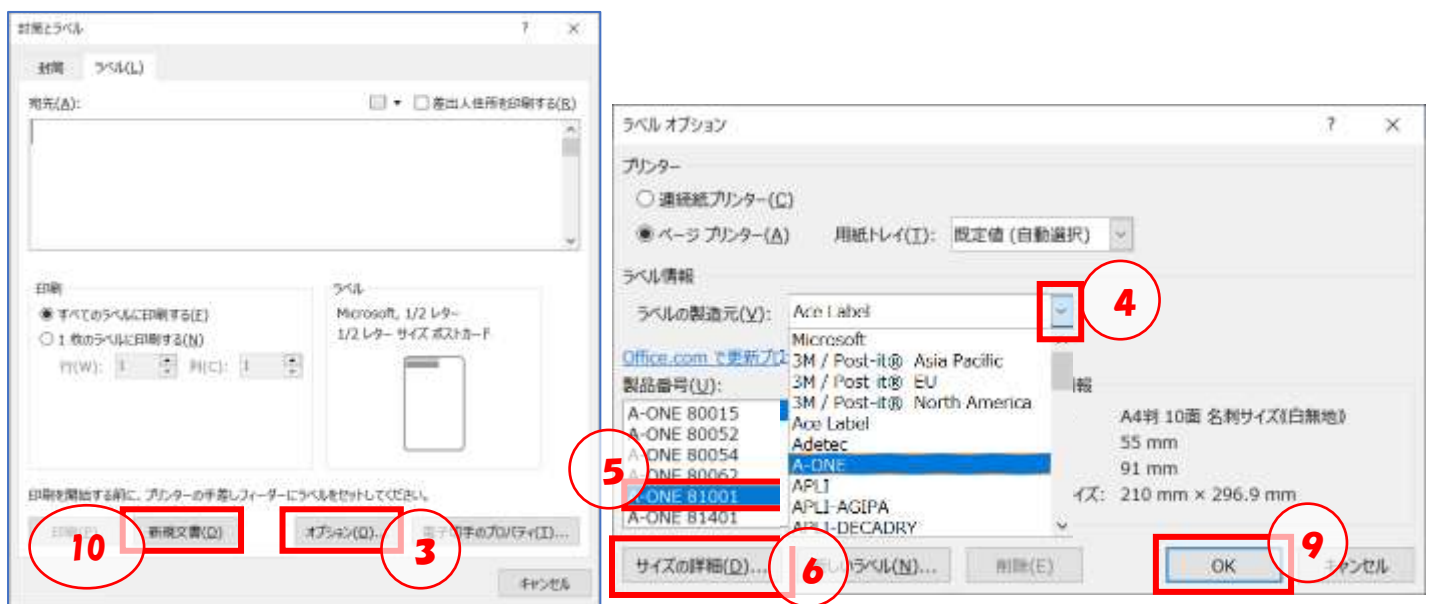 封筒とラベル ? ×
封筒 ラベル(L)
宛先(A): 差出人住所を印刷する(R)
印刷
すべてのラベルに印刷する(F)
1 枚のラベルに印刷する(N)
行(W): 1 列(C): 1
ラベル
Microsoft, 1/2 レター
1/2 レター サイズ ポストカード
印刷を開始する前に、プリンターの手差しフィーダーにラベルをセットしてください。
10 新規文書(D) オプション(O)... 3 のプロパティ(I)...
キャンセル
ラベル オプション ? ×
プリンター
連続紙プリンター(C)
ページ プリンター(A) 用紙トレイ(T): 既定値 (自動選択)
ラベル情報
ラベルの製造元(V): Ace Label 4
Microsoft
3M / Post-it® Asia Pacific
3M / Post-it® EU
3M / Post-it® North America
Ace Label
Adetec
A-ONE
APLI
APLI-AGIPA
APLI-DECADRY
Office.com で更新プ
製品番号(U):
A-ONE 80015
A-ONE 80052
A-ONE 80054
A-ONE 80062
5 A-ONE 81001
A-ONE 81401
情報
A4判 10面 名刺サイズ《白無地》
55 mm
91 mm
イズ: 210 mm × 296.9 mm
サイズの詳細(D)... 6 しいラベル(N)... 削除(E) OK 9 キャンセル